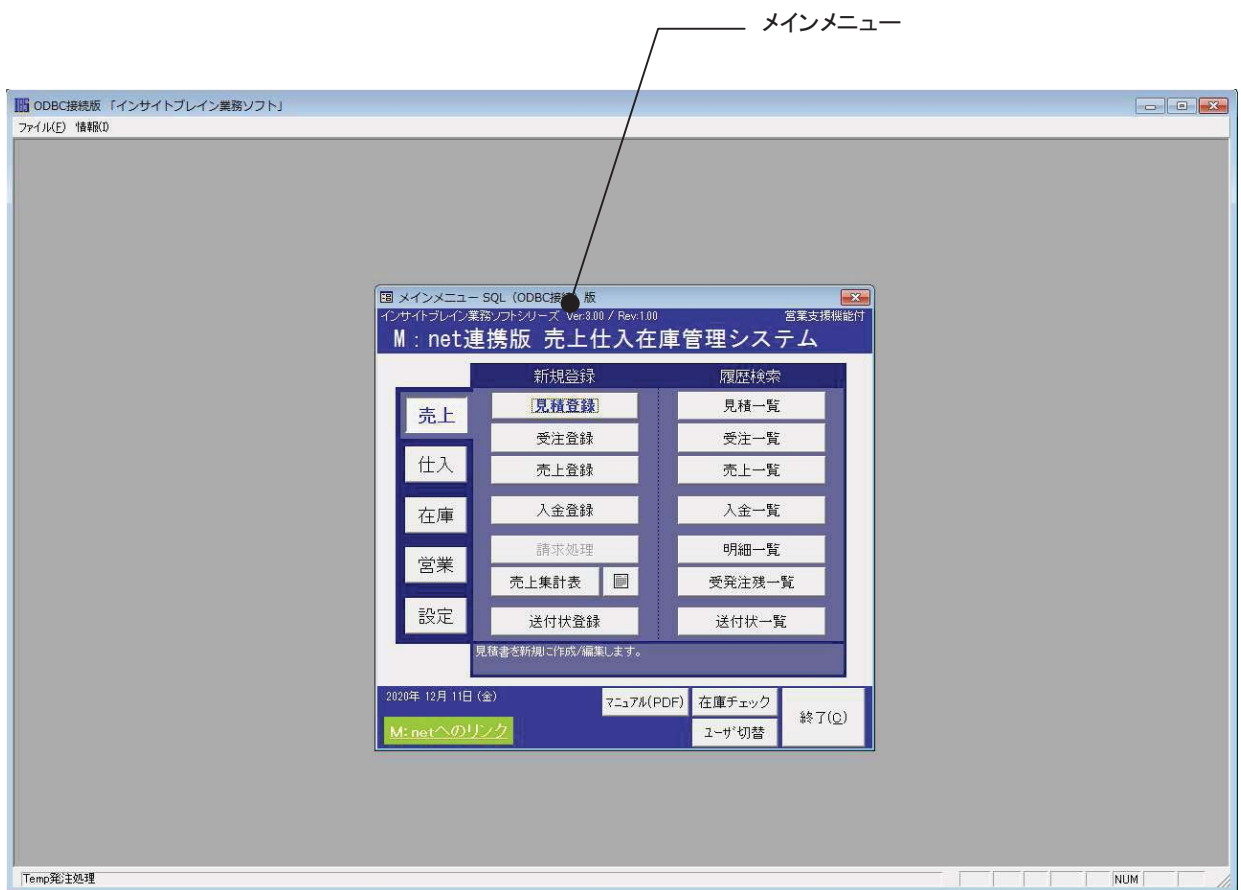 メインメニュー
ODBC接続版 「インサイトブレイン業務ソフト」
ファイル(F) 情報(I)
メインメニュー SQL（ODBC接 版
インサイトブレイン業務ソフトシリーズ Ver:3.00 / Rev:1.00 営業支援機能付
M：net連携版 売上仕入在庫管理システム
新規登録 履歴検索
売上
仕入
在庫
営業
設定
見積登録 見積一覧
受注登録 受注一覧
売上登録 売上一覧
入金登録 入金一覧
請求処理 明細一覧
売上集計表 受発注残一覧
送付状登録 送付状一覧
見積書を新規に作成/編集します。
2020年 12月 11日 (金)
マニュアル(PDF) 在庫チェック
終了(C)
M:netへのリンク
ユーザ切替
Temp発注処理
NUM